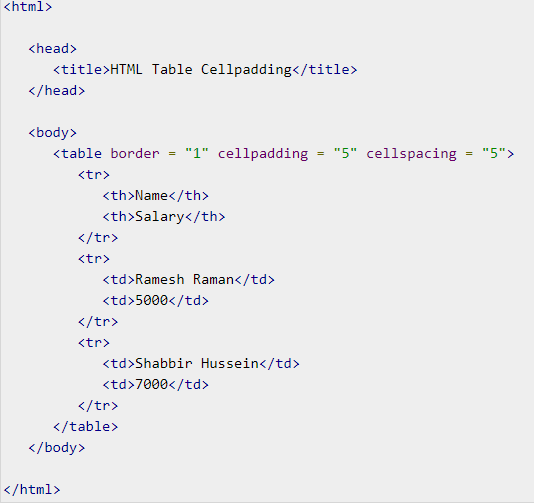 <html>
<head>
<title>HTML Table Cellpadding</title>
</head>
<body>
<table border = "1" cellpadding = "5" cellspacing = "5">
<tr>
<th>Name</th>
<th>Salary</th>
</tr>
<tr>
<td>Ramesh Raman</td>
<td>5000</td>
</tr>
<tr>
<td>Shabbir Hussein</td>
<td>7000</td>
</tr>
</table>
</body>
</html>